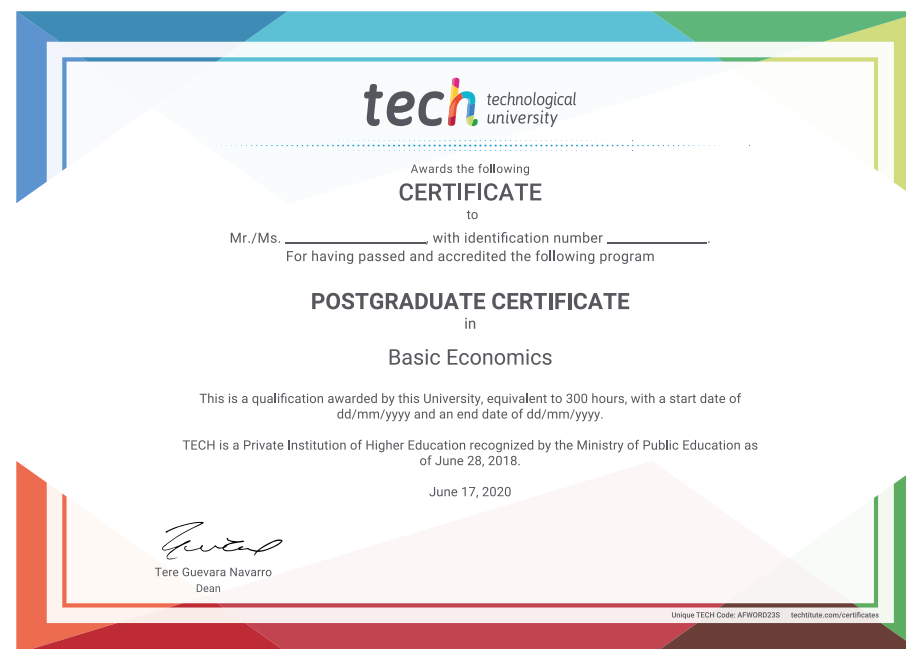 tech technological
university
Awards the following
CERTIFICATE
to
Mr./Ms. ____________________, with identification number ______________.
For having passed and accredited the following program
POSTGRADUATE CERTIFICATE
in
Basic Economics
This is a qualification awarded by this University, equivalent to 300 hours, with a start date of
dd/mm/yyyy and an end date of dd/mm/yyyy.
TECH is a Private Institution of Higher Education recognized by the Ministry of Public Education as
of June 28, 2018.
June 17, 2020
Tere Guevara Navarro
Dean
Unique TECH Code: AFWORD23S techtitute.com/certificates